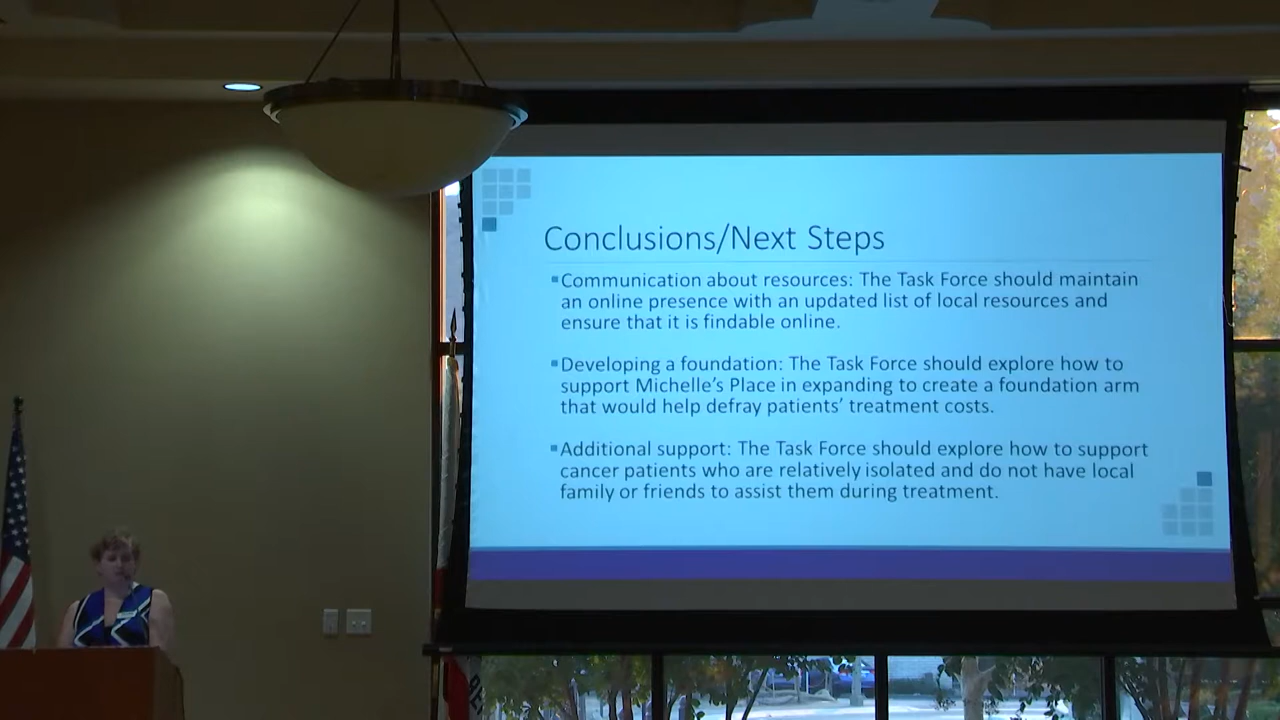 Conclusions/Next Steps
▪Communication about resources: The Task Force should maintain
an online presence with an updated list of local resources and
ensure that it is findable online.
▪Developing a foundation: The Task Force should explore how to
support Michelle's Place in expanding to create a foundation arm
that would help defray patients' treatment costs.
▪Additional support: The Task Force should explore how to support
cancer patients who are relatively isolated and do not have local
family or friends to assist them during treatment.